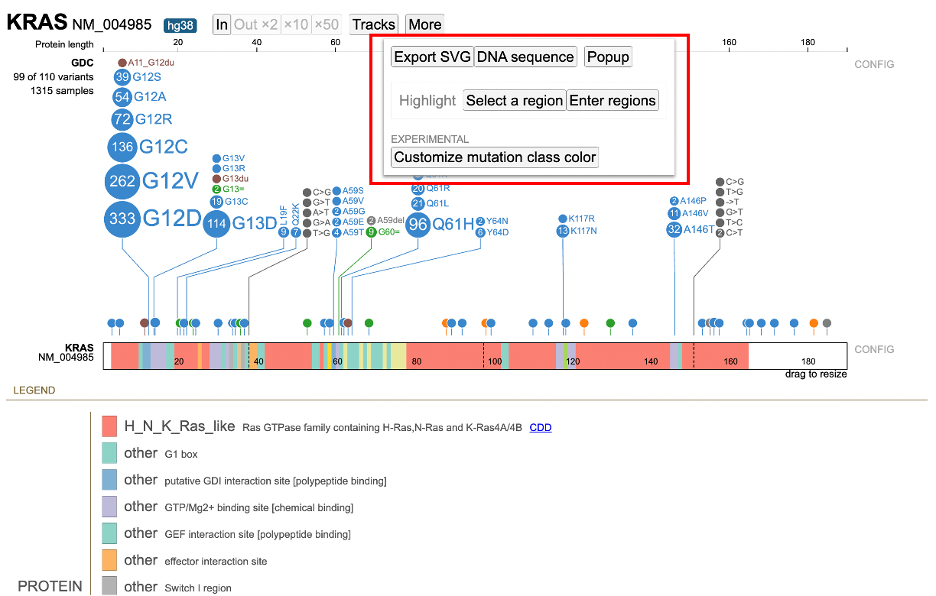 KRAS NM_004985 hg38 In Out ×2 ×10 ×50 Tracks More
Protein length 20 40 60 160 180
GDC
99 of 110 variants
1315 samples
CONFIG
Export SVG DNA sequence Popup
Highlight Select a region Enter regions
EXPERIMENTAL
Customize mutation class color
A11_G12du
39 G12S
54 G12A
72 G12R
136 G12C
262 G12V
333 G12D
G13V
G13R
G13du
2 G13=
19 G13C
114 G13D
9 L19F
7 Q22K
C>G
G>T
A>T
G>A
T>G
A59S
A59V
2 A59G
2 A59E
4 A59T
2 A59del
9 G60=
20 Q61R
21 Q61L
96 Q61H
2 Y64N
6 Y64D
K117R
13 K117N
2 A146P
11 A146V
32 A146T
C>G
T>G
->T
G>T
T>C
2 C>T
KRAS
NM_004985
20 40 60 80 100 120 140 160 180
CONFIG
drag to resize
LEGEND
H_N_K_Ras_like Ras GTPase family containing H-Ras,N-Ras and K-Ras4A/4B CDD
other G1 box
other putative GDI interaction site [polypeptide binding]
other GTP/Mg2+ binding site [chemical binding]
other GEF interaction site [polypeptide binding]
other effector interaction site
PROTEIN other Switch I region